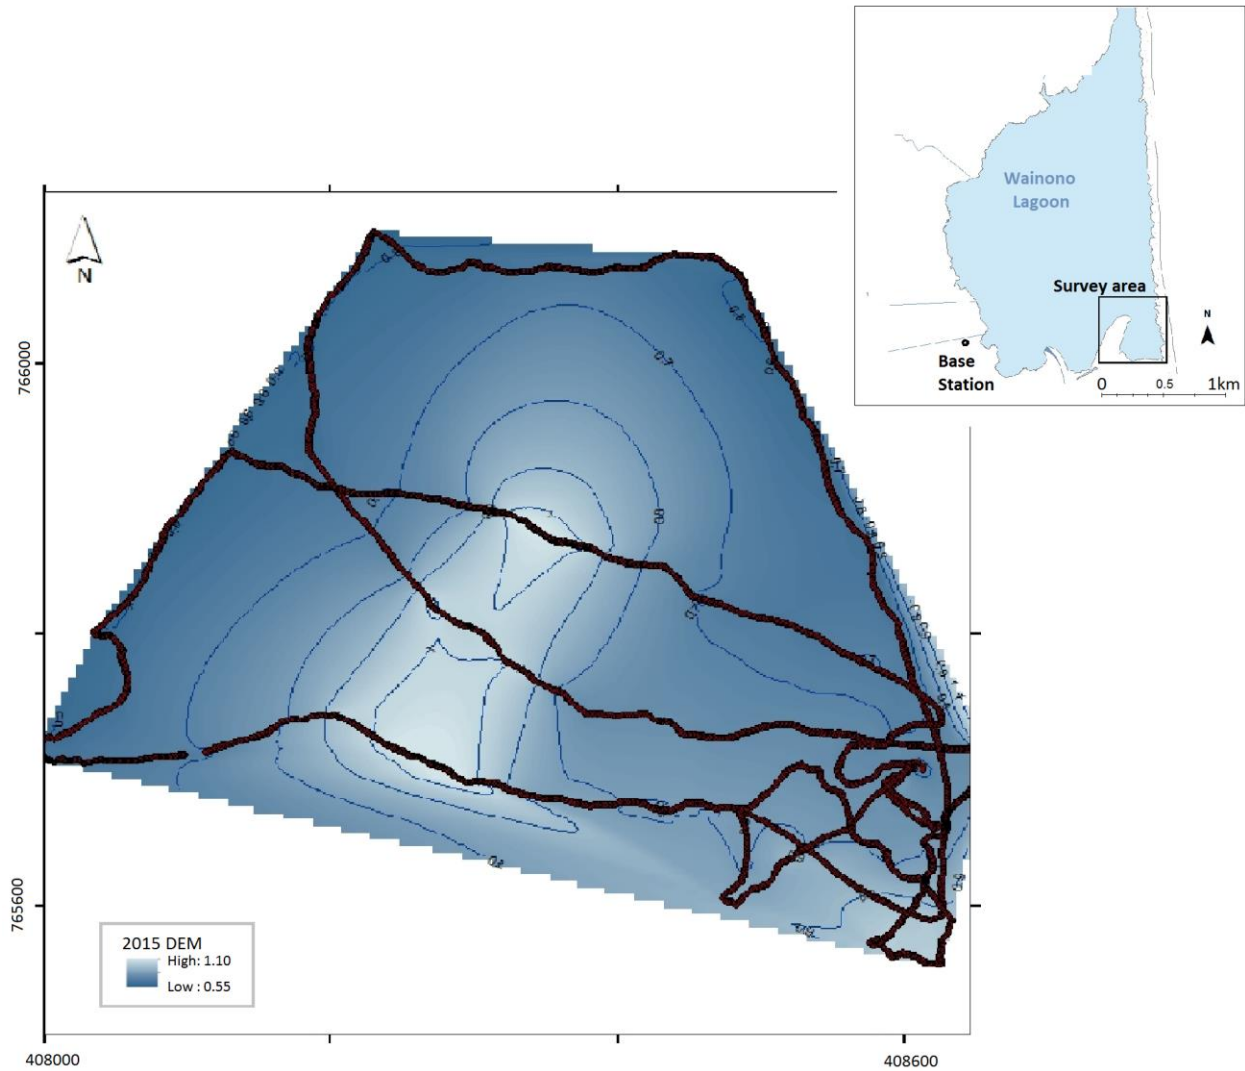 Wainono
Lagoon
Survey area
N
Base
Station
0 0.5 1km
N
766000
765600
2015 DEM
High: 1.10
Low : 0.55
408000 408600